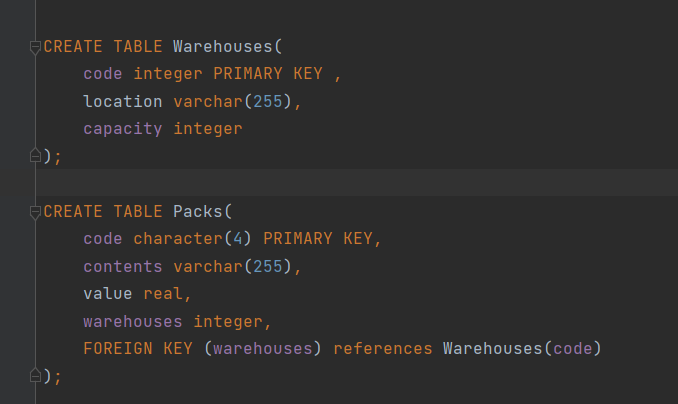 CREATE TABLE Warehouses(
    code integer PRIMARY KEY ,
    location varchar(255),
    capacity integer
);
CREATE TABLE Packs(
    code character(4) PRIMARY KEY,
    contents varchar(255),
    value real,
    warehouses integer,
    FOREIGN KEY (warehouses) references Warehouses(code)
);